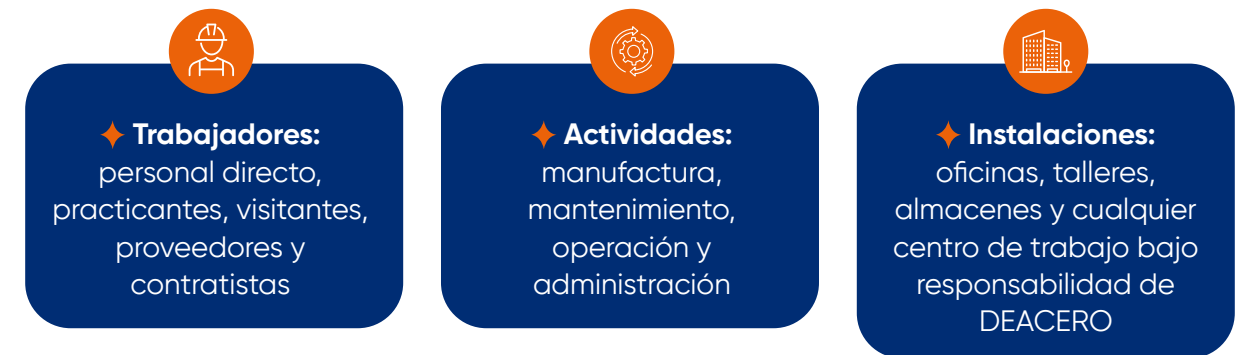 Trabajadores:
personal directo,
practicantes, visitantes,
proveedores y
contratistas
Actividades:
manufactura,
mantenimiento,
operación y
administración
Instalaciones:
oficinas, talleres,
almacenes y cualquier
centro de trabajo bajo
responsabilidad de
DEACERO